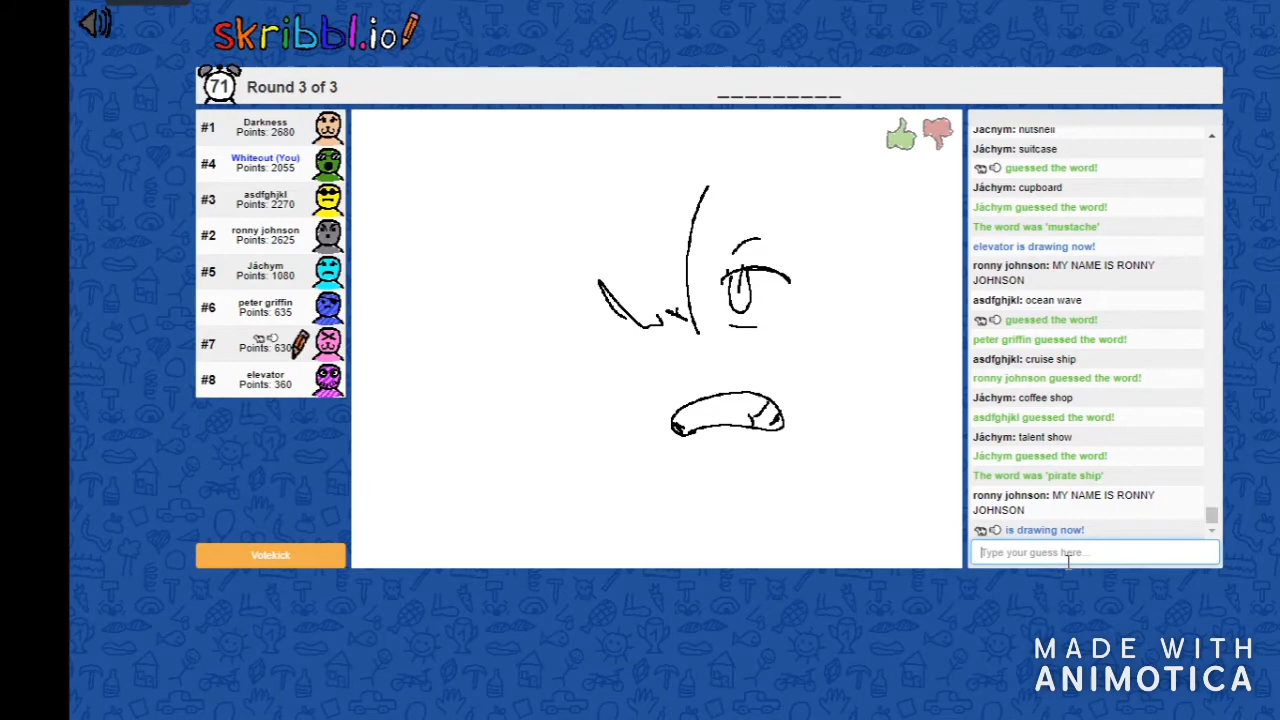 skribbl.io
71
Round 3 of 3
_________
#1 Darkness
Points: 2680
#4 Whiteout (You)
Points: 2055
#3 asdfghjkl
Points: 2270
#2 ronny johnson
Points: 2625
#5 Jáchym
Points: 1080
#6 peter griffin
Points: 635
#7
Points: 630
#8 elevator
Points: 360
Votekick
Jáchym: nutshell
Jáchym: suitcase
guessed the word!
Jáchym: cupboard
Jáchym guessed the word!
The word was 'mustache'
elevator is drawing now!
ronny johnson: MY NAME IS RONNY
JOHNSON
asdfghjkl: ocean wave
guessed the word!
peter griffin guessed the word!
asdfghjkl: cruise ship
ronny johnson guessed the word!
Jáchym: coffee shop
asdfghjkl guessed the word!
Jáchym: talent show
Jáchym guessed the word!
The word was 'pirate ship'
ronny johnson: MY NAME IS RONNY
JOHNSON
is drawing now!
Type your guess here...
MADE WITH
ANIMOTICA